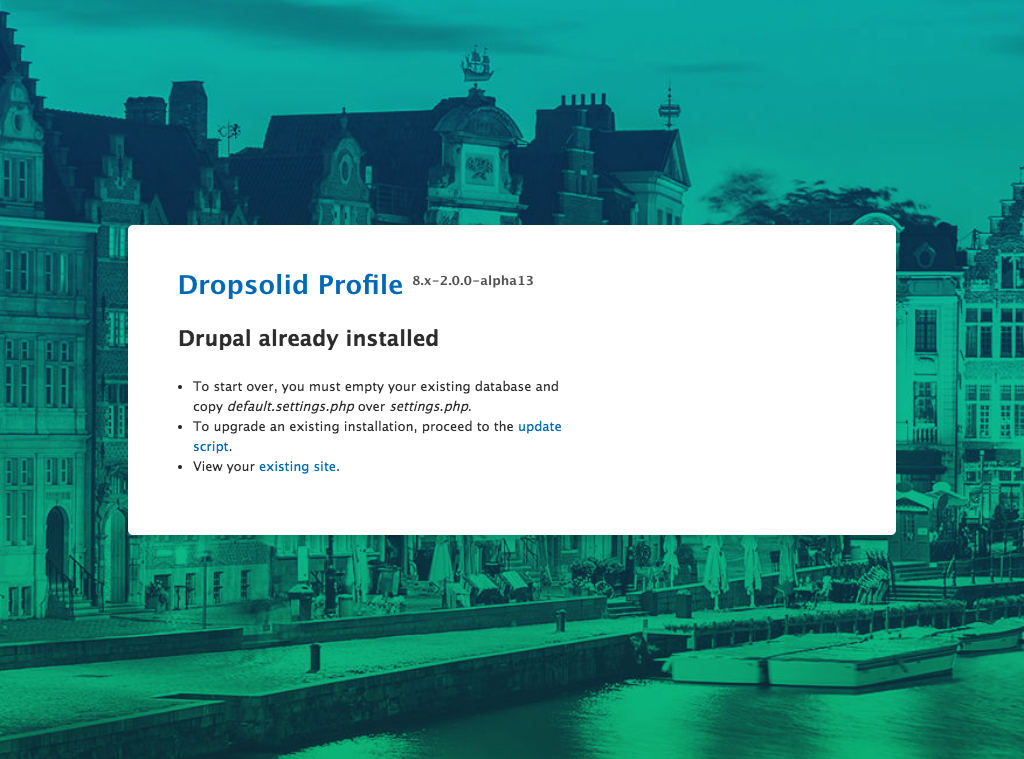 Dropsolid Profile 8.x-2.0.0-alpha13
Drupal already installed
• To start over, you must empty your existing database and
copy default.settings.php over settings.php.
• To upgrade an existing installation, proceed to the update
script.
• View your existing site.